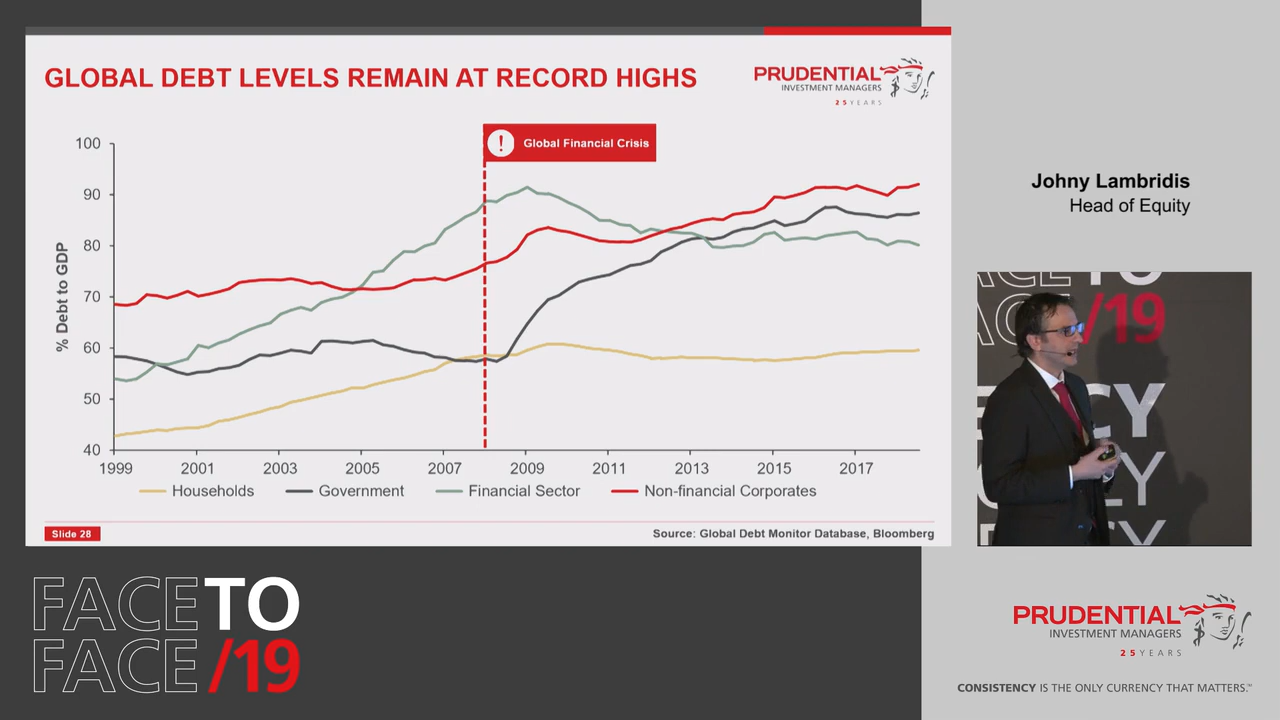 GLOBAL DEBT LEVELS REMAIN AT RECORD HIGHS
PRUDENTIAL
INVESTMENT MANAGERS
25 YEARS
! Global Financial Crisis
% Debt to GDP
100
90
80
70
60
50
40
1999 2001 2003 2005 2007 2009 2011 2013 2015 2017
Households Government Financial Sector Non-financial Corporates
Slide 28
Source: Global Debt Monitor Database, Bloomberg
Johny Lambridis
Head of Equity
/19
CY
FACE TO
FACE /19
PRUDENTIAL
INVESTMENT MANAGERS
25 YEARS
CONSISTENCY IS THE ONLY CURRENCY THAT MATTERS.™